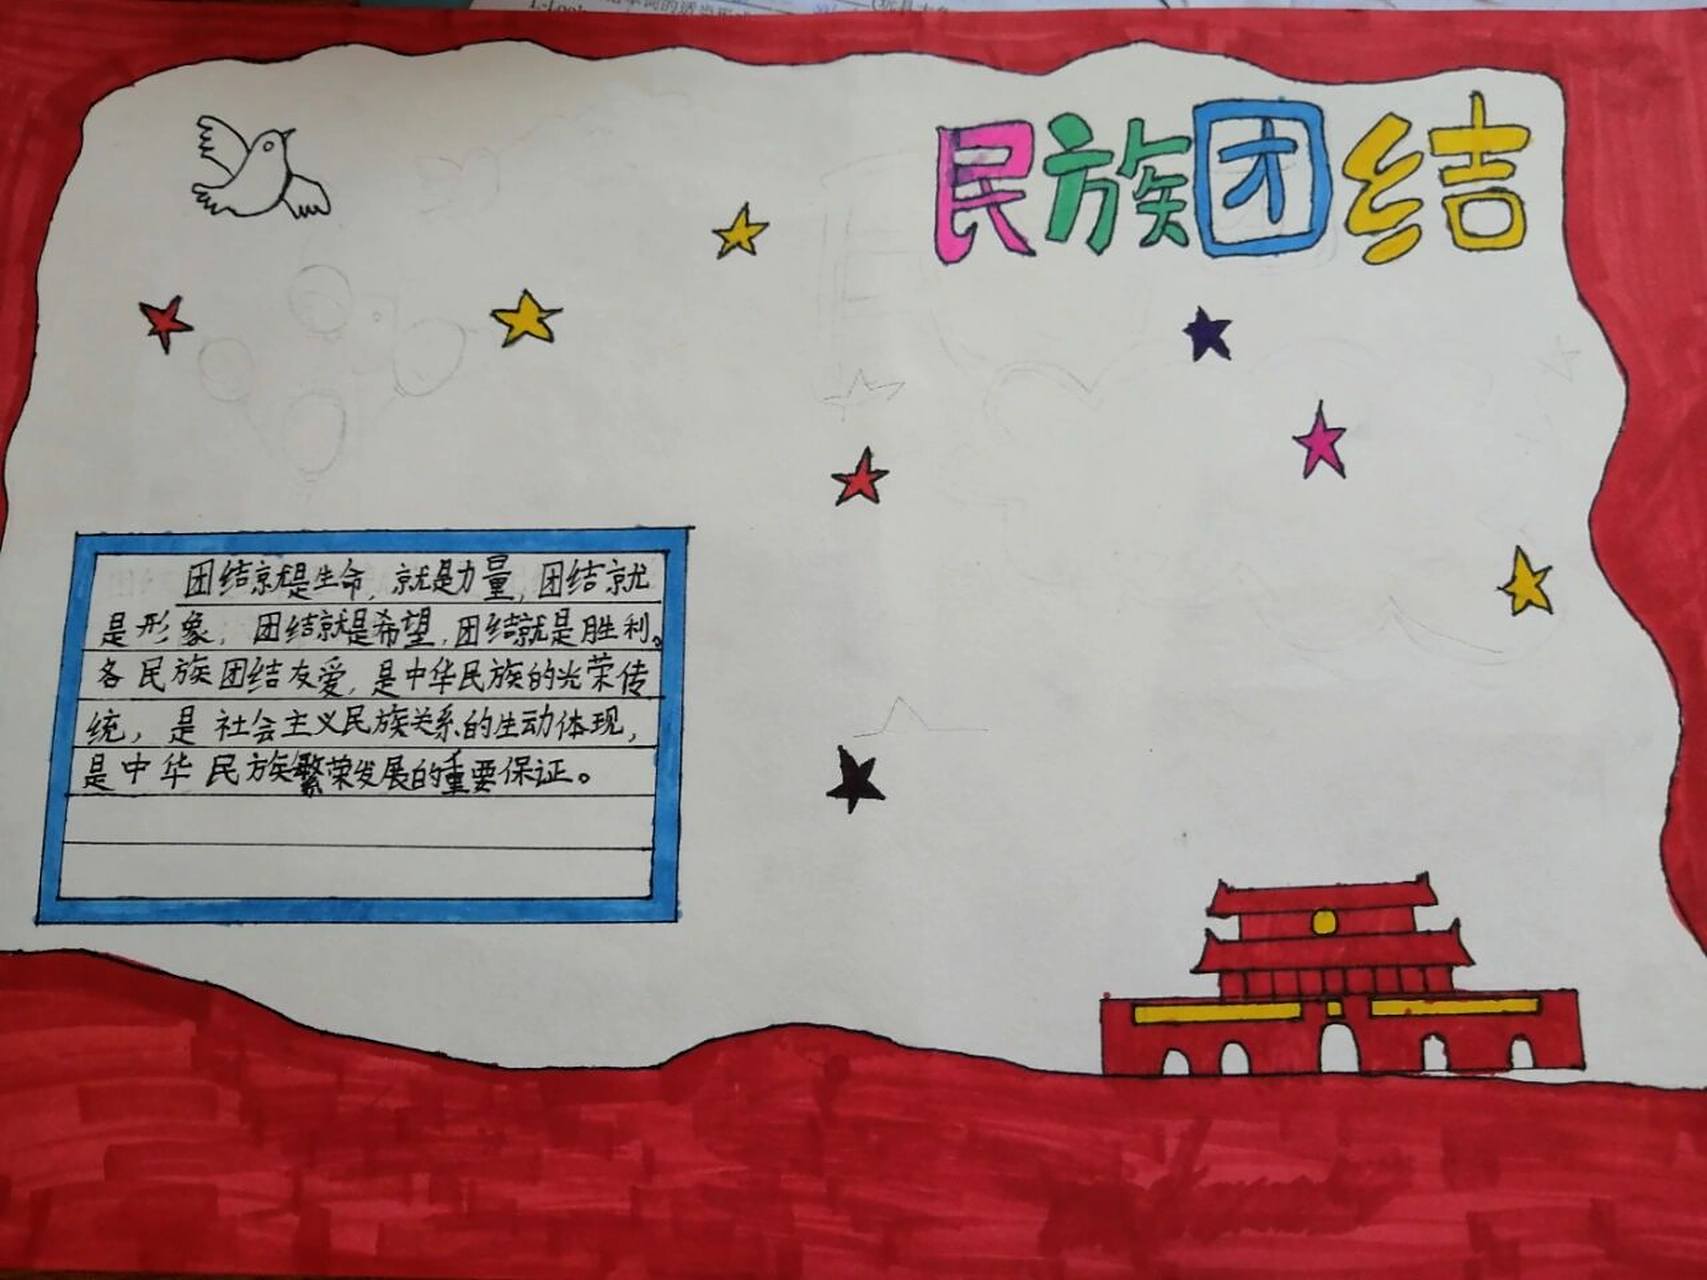 民族团结
团结就是生命,就是力量,团结就
是形象,团结就是希望,团结就是胜利。
各民族团结友爱,是中华民族的光荣传
统,是社会主义民族关系的生动体现,
是中华民族繁荣发展的重要保证。